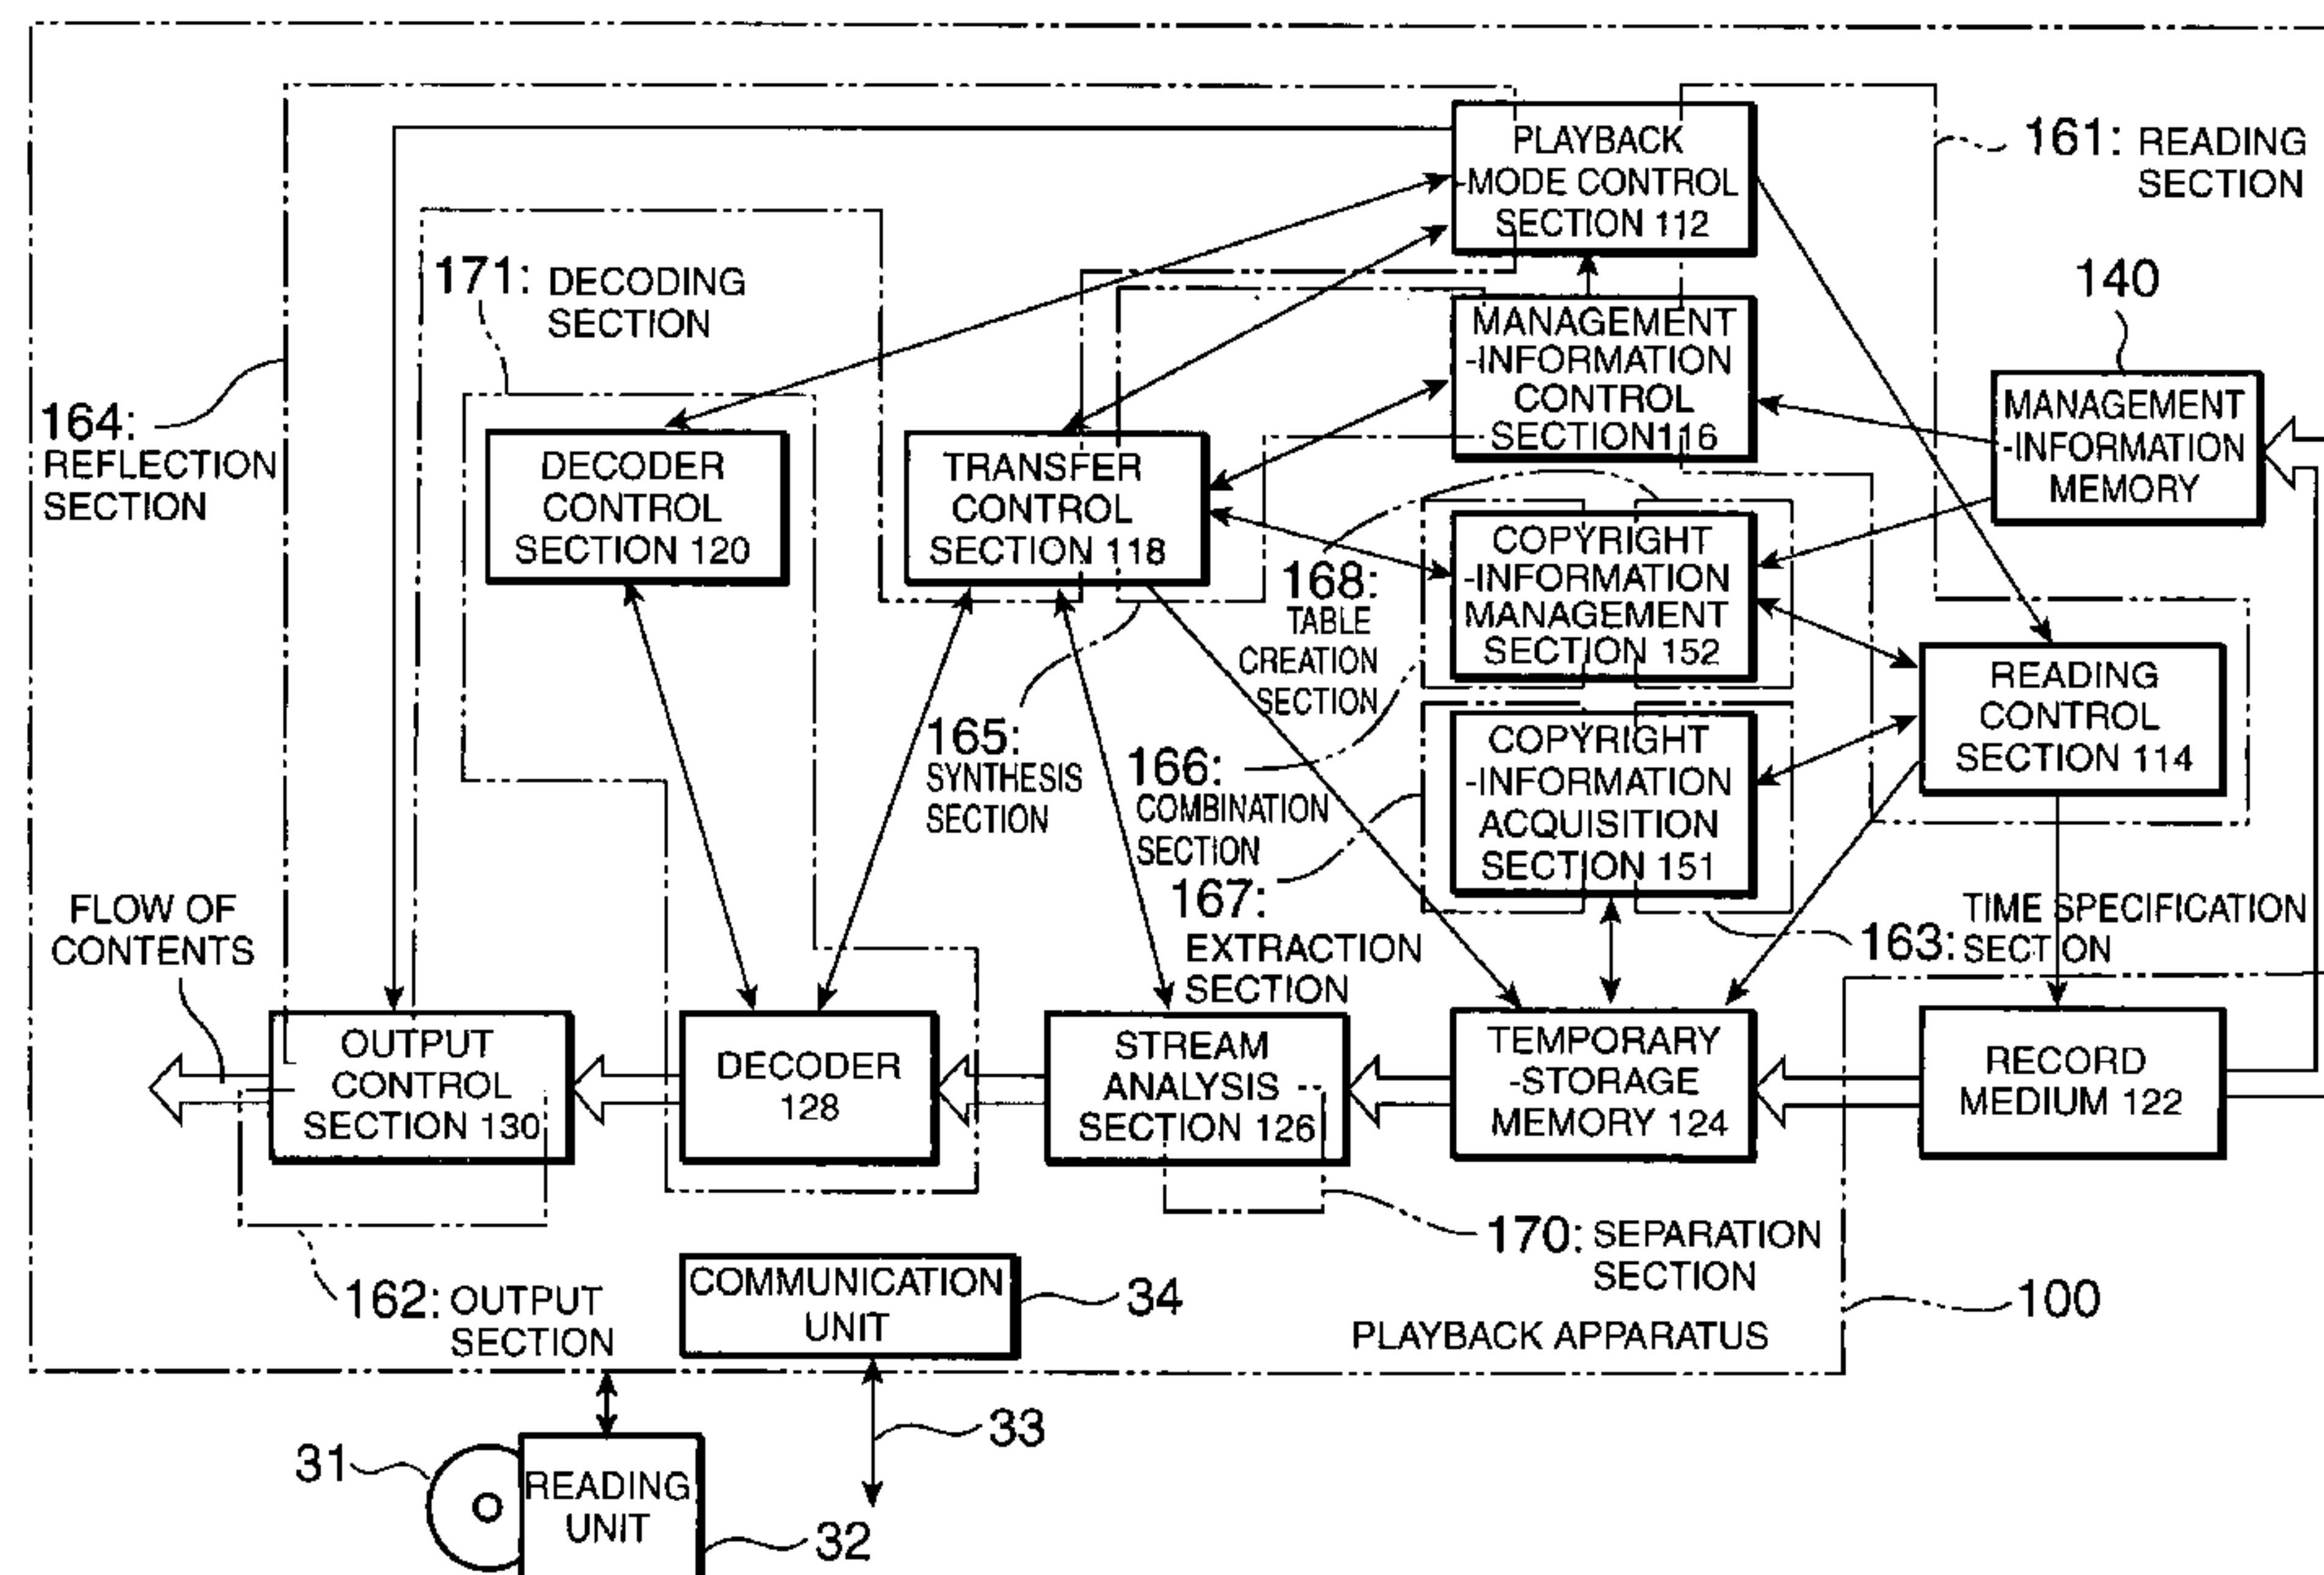 PLAYBACK
-MODE CONTROL
SECTION 112
161: READING
SECTION
171: DECODING
SECTION
140
MANAGEMENT
-INFORMATION
CONTROL
SECTION116
MANAGEMENT
-INFORMATION
MEMORY
164:
REFLECTION
SECTION
DECODER
CONTROL
SECTION 120
TRANSFER
CONTROL
SECTION 118
COPYRIGHT
-INFORMATION
MANAGEMENT
SECTION 152
168:
TABLE
CREATION
SECTION
READING
CONTROL
SECTION 114
165:
SYNTHESIS
SECTION
166:
COMBINATION
SECTION
COPYRIGHT
-INFORMATION
ACQUISITION
SECTION 151
167:
EXTRACTION
SECTION
FLOW OF
CONTENTS
163: TIME SPECIFICATION
SECTION
OUTPUT
CONTROL
SECTION 130
DECODER
128
STREAM
ANALYSIS
SECTION 126
TEMPORARY
-STORAGE
MEMORY 124
RECORD
MEDIUM 122
170: SEPARATION
SECTION
162: OUTPUT
SECTION
COMMUNICATION
UNIT
34
100
PLAYBACK APPARATUS
33
31
READING
UNIT
32